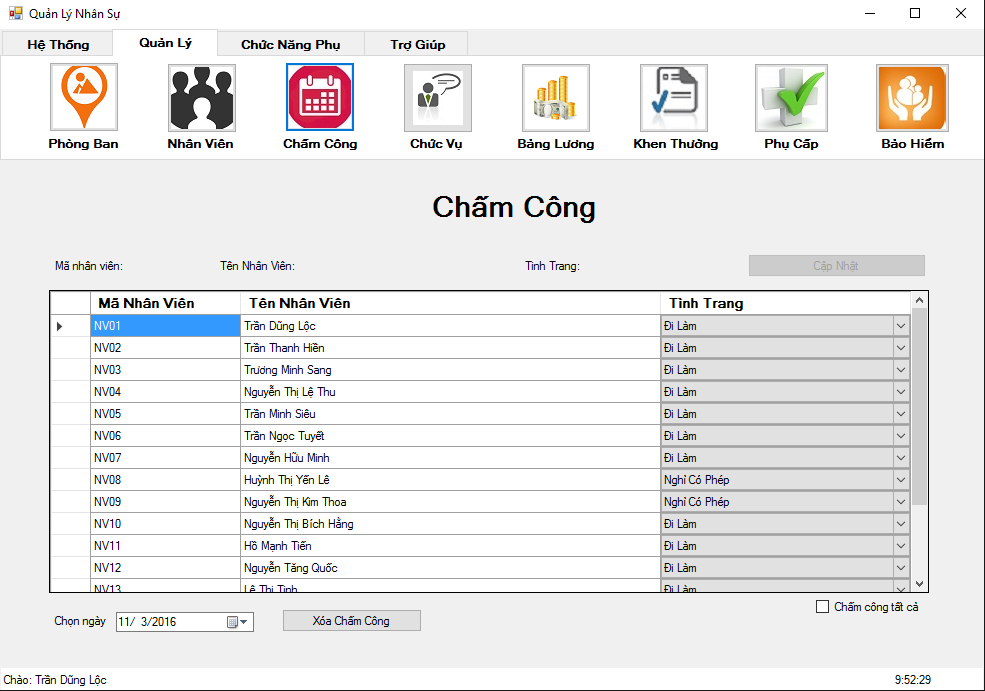 Quản Lý Nhân Sự
Hệ Thống Quản Lý Chức Năng Phụ Trợ Giúp
Phòng Ban Nhân Viên Chấm Công Chức Vụ Bảng Lương Khen Thưởng Phụ Cấp Bảo Hiểm
Chấm Công
Mã nhân viên: Tên Nhân Viên: Tình Trang: Cập Nhật
Mã Nhân Viên Tên Nhân Viên Tình Trang
NV01 Trần Dũng Lộc Đi Làm
NV02 Trần Thanh Hiền Đi Làm
NV03 Trương Minh Sang Đi Làm
NV04 Nguyễn Thị Lệ Thu Đi Làm
NV05 Trần Minh Siêu Đi Làm
NV06 Trần Ngọc Tuyết Đi Làm
NV07 Nguyễn Hữu Minh Đi Làm
NV08 Huỳnh Thị Yến Lê Nghỉ Có Phép
NV09 Nguyễn Thị Kim Thoa Nghỉ Có Phép
NV10 Nguyễn Thị Bích Hằng Đi Làm
NV11 Hồ Mạnh Tiến Đi Làm
NV12 Nguyễn Tăng Quốc Đi Làm
NV13 Lê Thị Tình Đi Làm
Chấm công tất cả
Chọn ngày 11/ 3/2016 Xóa Chấm Công
Chào: Trần Dũng Lộc 9:52:29